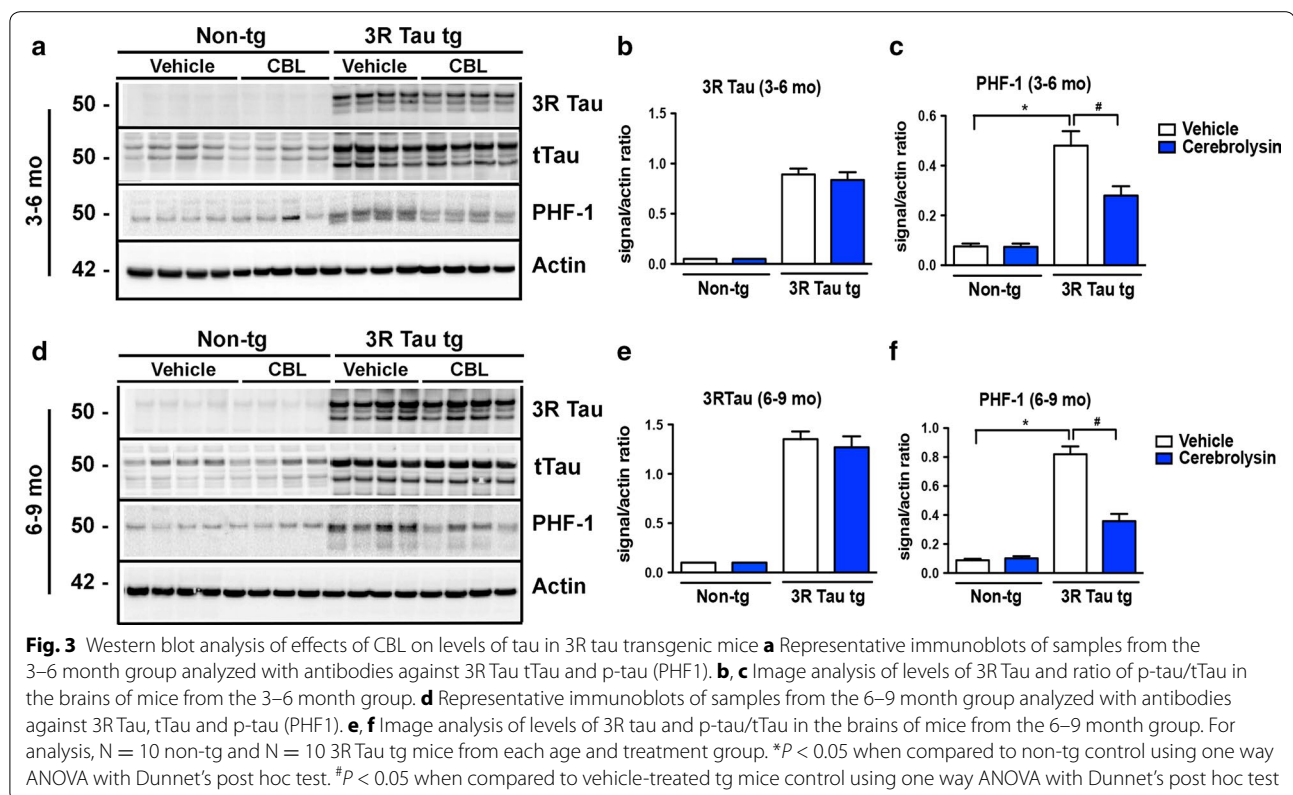 a
Non-tg 3R Tau tg
Vehicle CBL Vehicle CBL
3-6 mo
50 - 3R Tau
50 - tTau
50 - PHF-1
42 - Actin
b
3R Tau (3-6 mo)
signal/actin ratio
1.5
1.0
0.5
0.0
Non-tg 3R Tau tg
c
PHF-1 (3-6 mo)
signal/actin ratio
0.6
0.4
0.2
0.0
* #
Vehicle
Cerebrolysin
Non-tg 3R Tau tg
d
Non-tg 3R Tau tg
Vehicle CBL Vehicle CBL
6-9 mo
50 - 3R Tau
50 - tTau
50 - PHF-1
42 - Actin
e
3RTau (6-9 mo)
signal/actin ratio
1.5
1.0
0.5
0.0
Non-tg 3R Tau tg
f
PHF-1 (6-9 mo)
signal/actin ratio
1.0
0.8
0.6
0.4
0.2
0.0
* #
Vehicle
Cerebrolysin
Non-tg 3R Tau tg
Fig. 3 Western blot analysis of effects of CBL on levels of tau in 3R tau transgenic mice a Representative immunoblots of samples from the
3–6 month group analyzed with antibodies against 3R Tau tTau and p-tau (PHF1). b, c Image analysis of levels of 3R Tau and ratio of p-tau/tTau in
the brains of mice from the 3–6 month group. d Representative immunoblots of samples from the 6–9 month group analyzed with antibodies
against 3R Tau, tTau and p-tau (PHF1). e, f Image analysis of levels of 3R tau and p-tau/tTau in the brains of mice from the 6–9 month group. For
analysis, N = 10 non-tg and N = 10 3R Tau tg mice from each age and treatment group. *P < 0.05 when compared to non-tg control using one way
ANOVA with Dunnet's post hoc test. #P < 0.05 when compared to vehicle-treated tg mice control using one way ANOVA with Dunnet's post hoc test